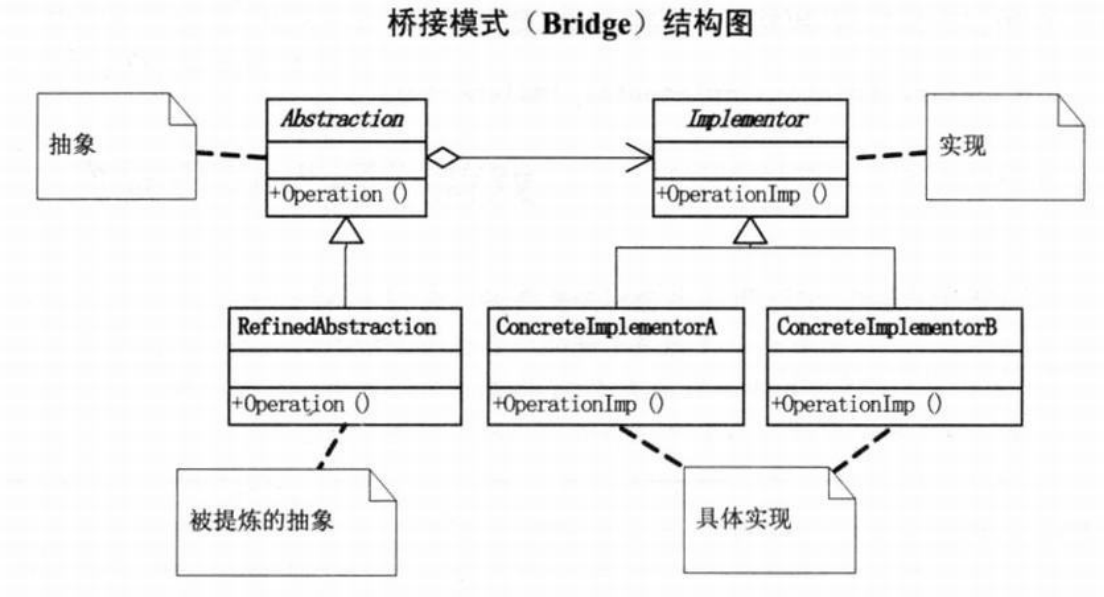 桥接模式（Bridge）结构图
抽象
Abstraction
+Operation ()
Implementor
+OperationImp ()
实现
RefinedAbstraction
+Operation ()
ConcreteImplementorA
+OperationImp ()
ConcreteImplementorB
+OperationImp ()
被提炼的抽象
具体实现